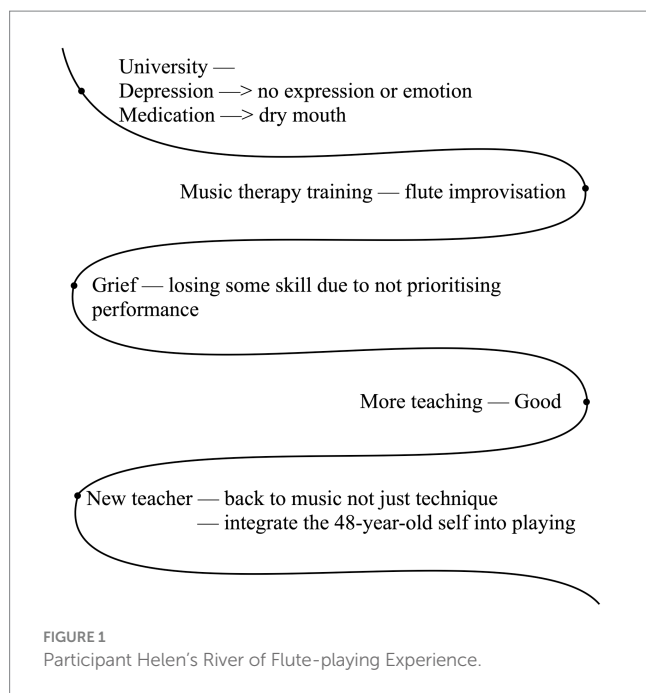 University —
Depression —> no expression or emotion
Medication —> dry mouth
Music therapy training — flute improvisation
Grief — losing some skill due to not prioritising
performance
More teaching — Good
New teacher — back to music not just technique
— integrate the 48-year-old self into playing
FIGURE 1
Participant Helen's River of Flute-playing Experience.